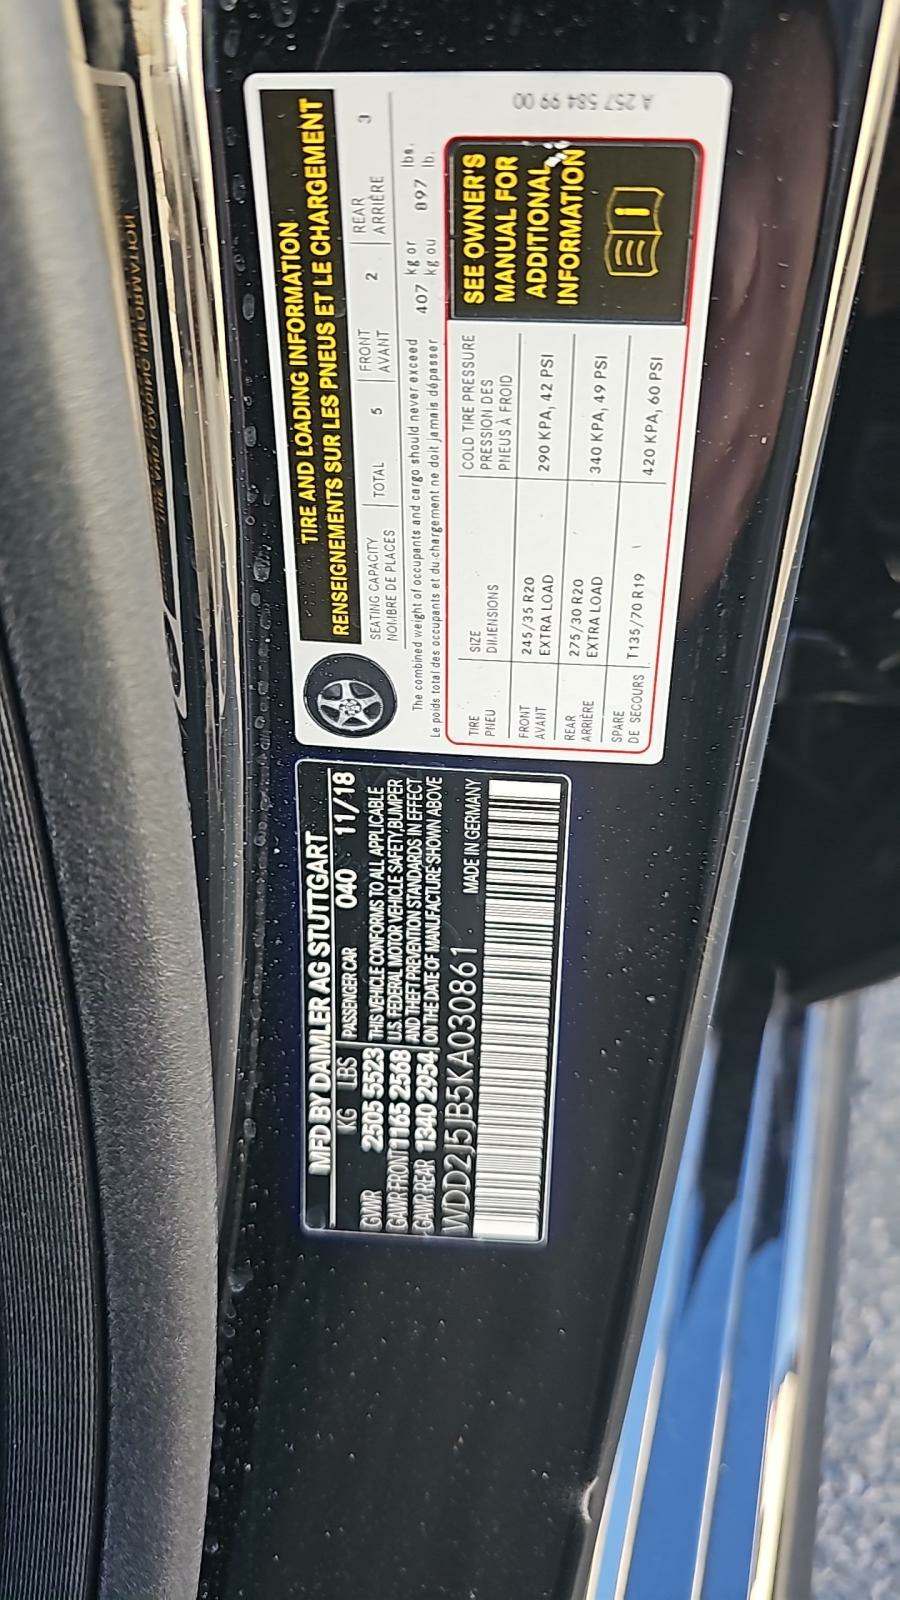 TIRE AND LOADING INFORMATION
RENSEIGNEMENTS SUR LES PNEUS ET LE CHARGEMENT
SEATING CAPACITY
NOMBRE DE PLACES
TOTAL 5
FRONT
AVANT
2
REAR
ARRIÈRE
3
The combined weight of occupants and cargo should never exceed 407 kg or 897 lbs.
Le poids total des occupants et du chargement ne doit jamais dépasser kg ou lb.
TIRE
PNEU
SIZE
DIMENSIONS
COLD TIRE PRESSURE
PRESSION DES
PNEUS À FROID
FRONT
AVANT
245/35 R20
EXTRA LOAD
290 KPA, 42 PSI
REAR
ARRIÈRE
275/30 R20
EXTRA LOAD
340 KPA, 49 PSI
SPARE
DE SECOURS
T135/70 R19
420 KPA, 60 PSI
SEE OWNER'S
MANUAL FOR
ADDITIONAL
INFORMATION
A 257 584 99 00
MFD BY DAIMLER AG STUTTGART
KG LBS PASSENGER CAR 040 11/18
GVWR 2505 5523 THIS VEHICLE CONFORMS TO ALL APPLICABLE
GAWR FRONT 1165 2568 U.S. FEDERAL MOTOR VEHICLE SAFETY, BUMPER
GAWR REAR 1340 2954 AND THEFT PREVENTION STANDARDS IN EFFECT
ON THE DATE OF MANUFACTURE SHOWN ABOVE
WDD2J5JB5KA030861 MADE IN GERMANY